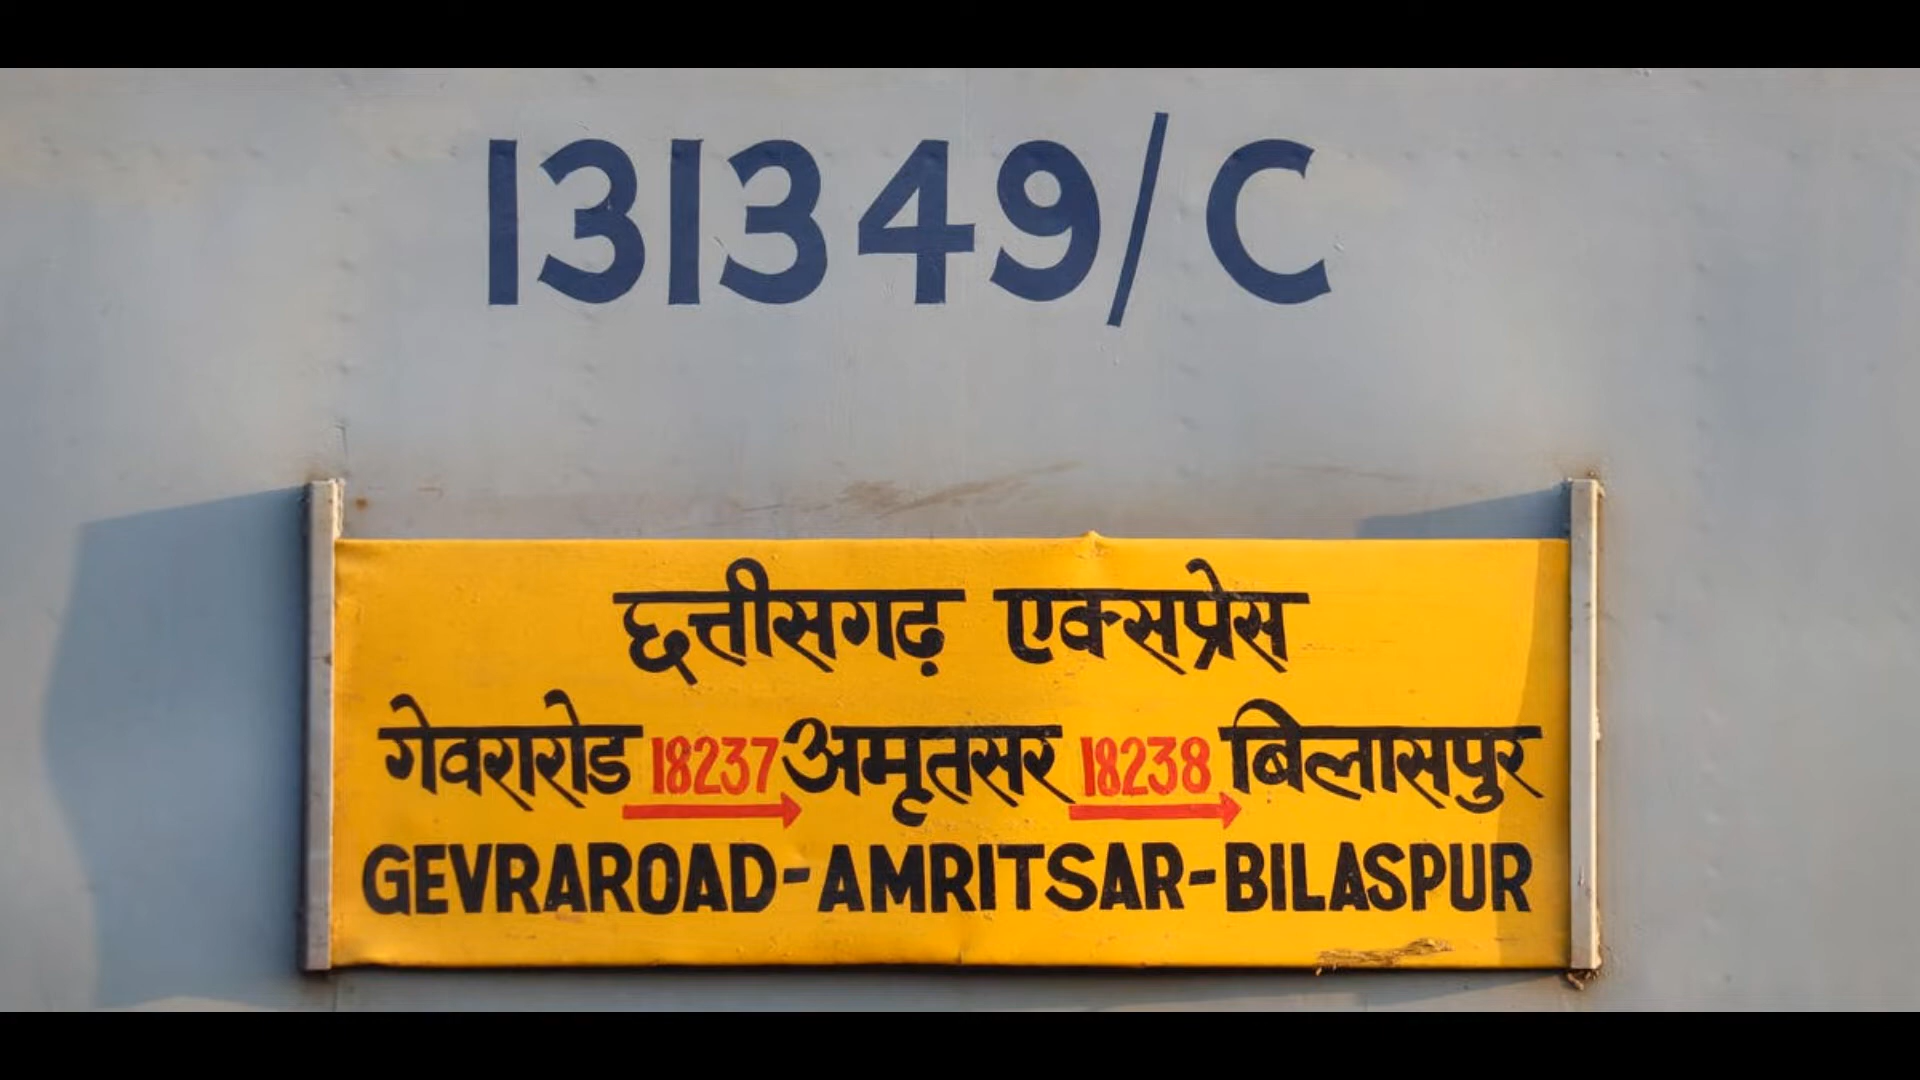 131349/C
छत्तीसगढ़ एक्सप्रेस
गेवरारोड 18237 अमृतसर 18238 बिलासपुर
GEVRAROAD-AMRITSAR-BILASPUR